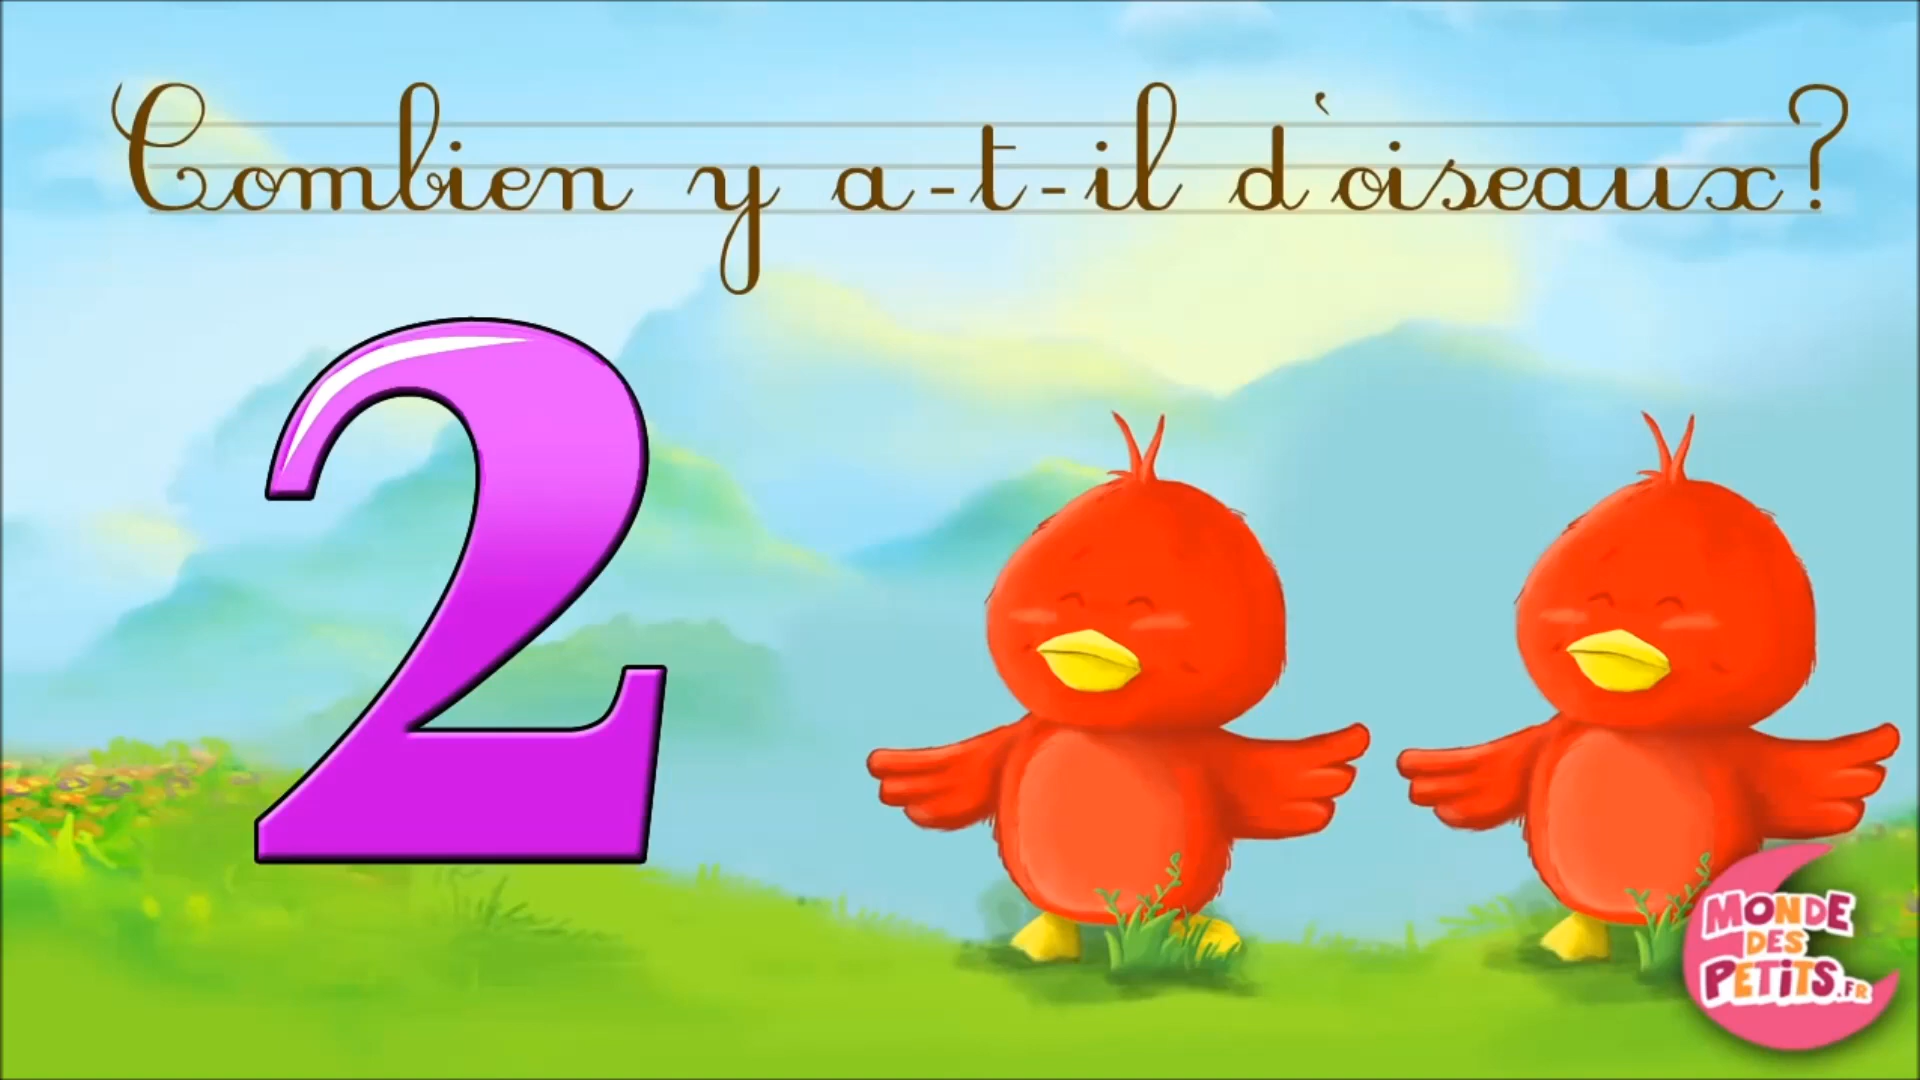 Combien y a-t-il d'oiseaux?
2
MONDE
DES
PETITS.FR